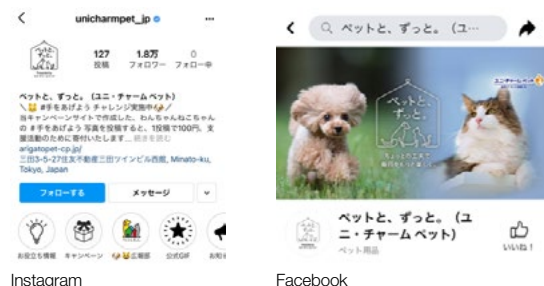 unicharmpet_jp
127
投稿
1.8万
フォロワー
0
フォロー中
ペットと、ずっと。（ユニ・チャーム ペット）
＼🐱 #手をあげよう チャレンジ実施中🐶／
当キャンペーンサイトで作成した、わんちゃんねこちゃん
の #手をあげよう 写真を投稿すると、1投稿で100円、支
援活動のために寄付いたします... 続きを読む
arigatopet-cp.jp/
三田3-5-27住友不動産三田ツインビル西館, Minato-ku,
Tokyo, Japan
フォローする
メッセージ
お役立ち情報
キャンペーン
🐶🐱広報部
公式GIF
お知ら
Instagram
ペットと、ずっと。（ユ…
ペットと、
ずっと。
ユニ・チャーム ペット
ペットと、ずっと。（ユ
ニ・チャーム ペット）
ペット用品
いいね！
Facebook